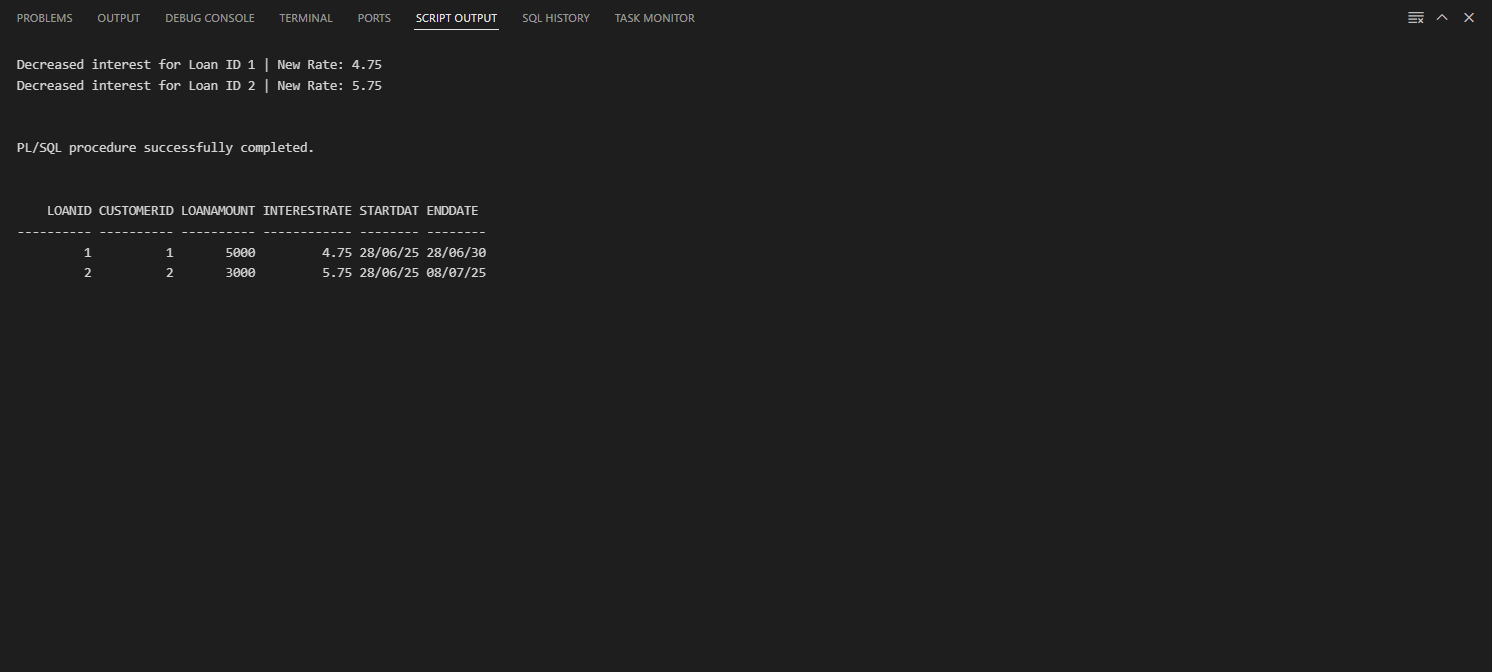 PROBLEMS OUTPUT DEBUG CONSOLE TERMINAL PORTS SCRIPT OUTPUT SQL HISTORY TASK MONITOR
Decreased interest for Loan ID 1 | New Rate: 4.75
Decreased interest for Loan ID 2 | New Rate: 5.75
PL/SQL procedure successfully completed.
LOANID CUSTOMERID LOANAMOUNT INTERESTRATE STARTDAT ENDDATE
---------- ---------- ---------- ------------ -------- --------
1 1 5000 4.75 28/06/25 28/06/30
2 2 3000 5.75 28/06/25 08/07/25